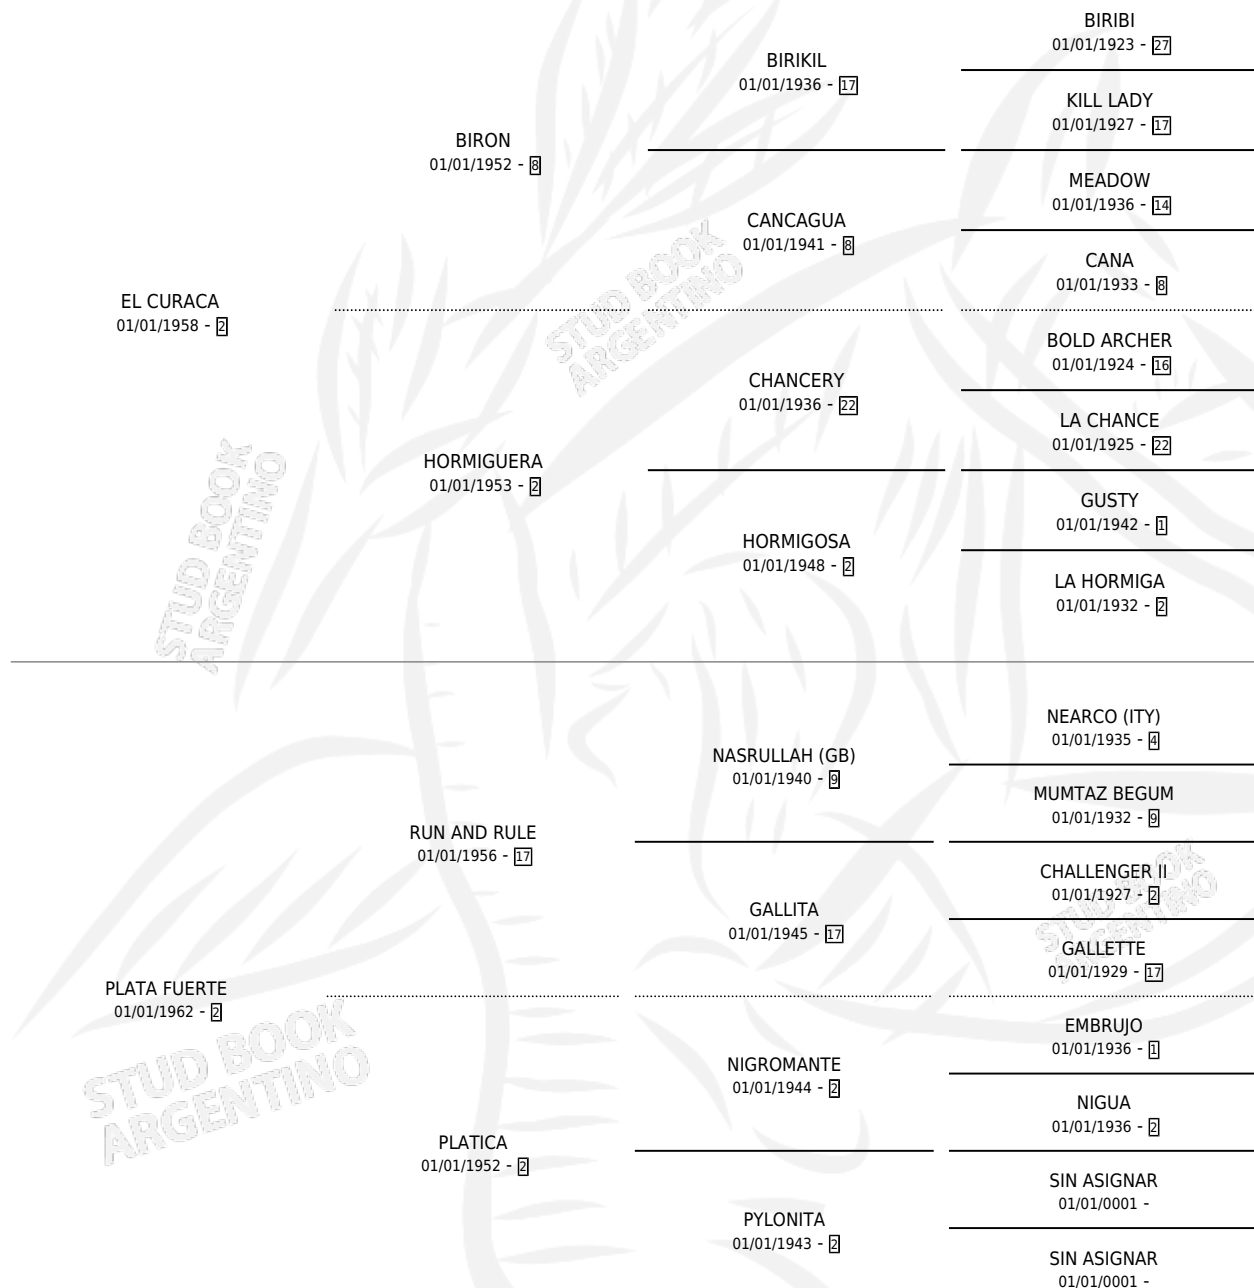 BIRIBI
01/01/1923 - 27
BIRIKIL
01/01/1936 - 17
KILL LADY
01/01/1927 - 17
BIRON
01/01/1952 - 8
MEADOW
01/01/1936 - 14
CANCAGUA
01/01/1941 - 8
CANA
01/01/1933 - 8
EL CURACA
01/01/1958 - 2
BOLD ARCHER
01/01/1924 - 16
CHANCERY
01/01/1936 - 22
LA CHANCE
01/01/1925 - 22
HORMIGUERA
01/01/1953 - 2
GUSTY
01/01/1942 - 1
HORMIGOSA
01/01/1948 - 2
LA HORMIGA
01/01/1932 - 2
NEARCO (ITY)
01/01/1935 - 4
NASRULLAH (GB)
01/01/1940 - 9
MUMTAZ BEGUM
01/01/1932 - 9
RUN AND RULE
01/01/1956 - 17
CHALLENGER II
01/01/1927 - 2
GALLITA
01/01/1945 - 17
GALLETTE
01/01/1929 - 17
PLATA FUERTE
01/01/1962 - 2
EMBRUJO
01/01/1936 - 1
NIGROMANTE
01/01/1944 - 2
NIGUA
01/01/1936 - 2
PLATICA
01/01/1952 - 2
SIN ASIGNAR
01/01/0001 -
PYLONITA
01/01/1943 - 2
SIN ASIGNAR
01/01/0001 -
STUD BOOK
ARGENTINO
STUD BOOK
ARGENTINO
STUD BOOK
ARGENTINO
STUD BOOK
ARGENTINO